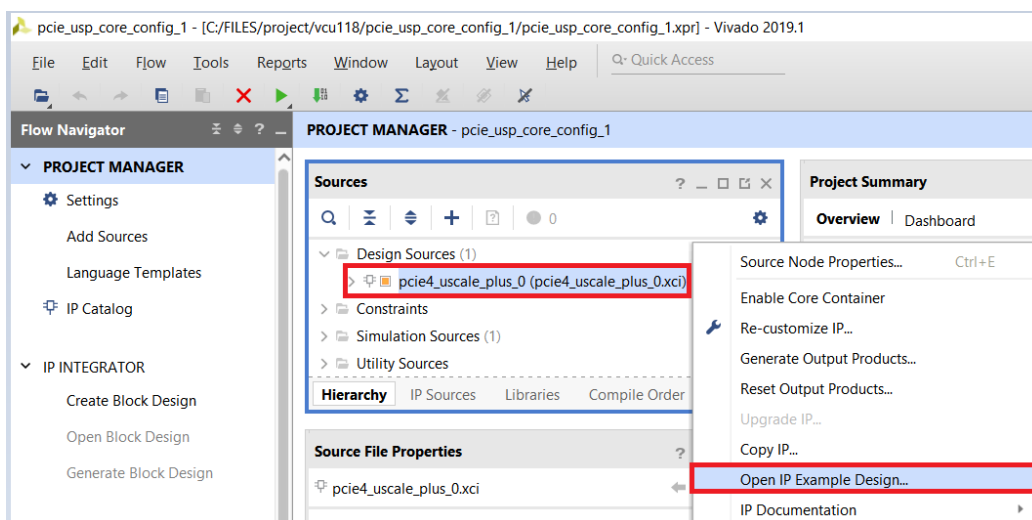 pcie_usp_core_config_1 - [C:/FILES/project/vcu118/pcie_usp_core_config_1/pcie_usp_core_config_1.xpr] - Vivado 2019.1
File Edit Flow Tools Reports Window Layout View Help Quick Access
Flow Navigator
PROJECT MANAGER
Settings
Add Sources
Language Templates
IP Catalog
IP INTEGRATOR
Create Block Design
Open Block Design
Generate Block Design
PROJECT MANAGER - pcie_usp_core_config_1
Sources
0
Design Sources (1)
pcie4_uscale_plus_0 (pcie4_uscale_plus_0.xci)
Constraints
Simulation Sources (1)
Utility Sources
Hierarchy IP Sources Libraries Compile Order
Source File Properties
pcie4_uscale_plus_0.xci
Project Summary
Overview Dashboard
Source Node Properties... Ctrl+E
Enable Core Container
Re-customize IP...
Generate Output Products...
Reset Output Products...
Upgrade IP...
Copy IP...
Open IP Example Design...
IP Documentation